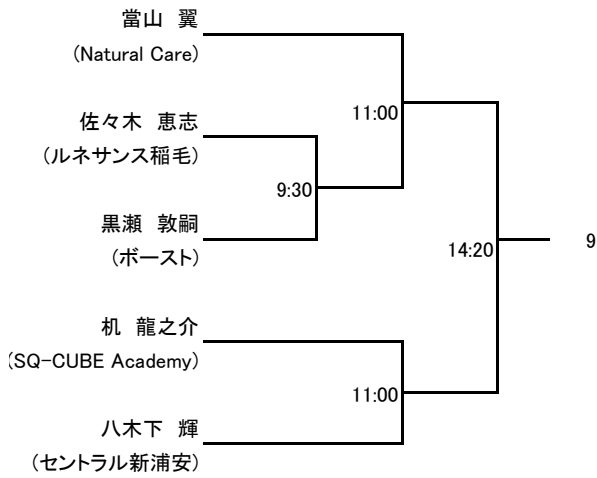 當山　翼
(Natural Care)
11:00
佐々木　恵志
(ルネサンス稲毛)
9:30
黒瀬　敦嗣
(ボースト)
14:20
9
机　龍之介
(SQ-CUBE Academy)
11:00
八木下　輝
(セントラル新浦安)